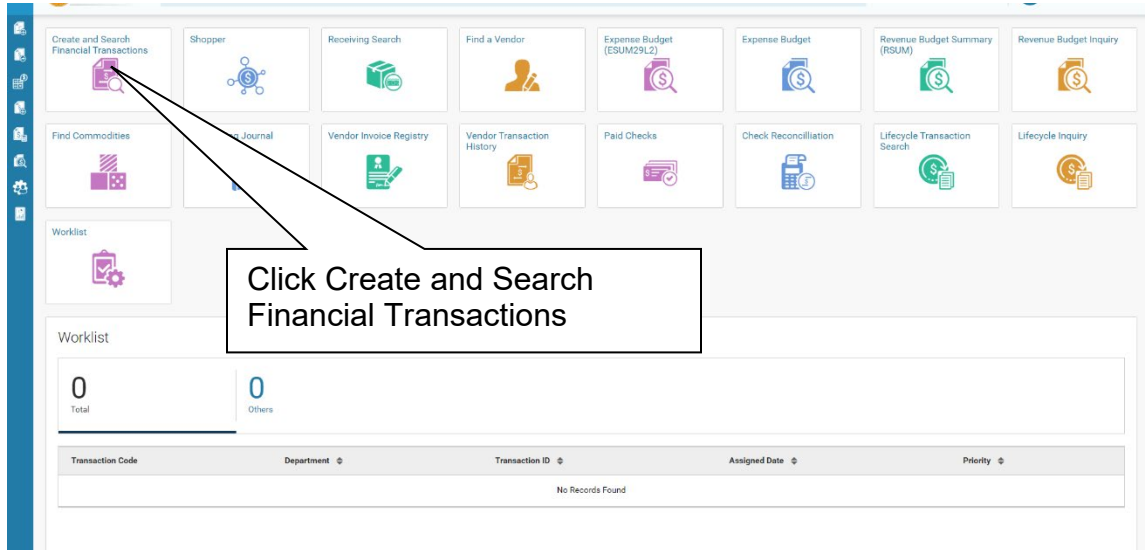 Create and Search
Financial Transactions
Shopper
Receiving Search
Find a Vendor
Expense Budget
(ESUM29L2)
Expense Budget
Revenue Budget Summary
(RSUM)
Revenue Budget Inquiry
Find Commodities
Journal
Vendor Invoice Registry
Vendor Transaction
History
Paid Checks
Check Reconcilliation
Lifecycle Transaction
Search
Lifecycle Inquiry
Worklist
Click Create and Search
Financial Transactions
Worklist
0
Total
0
Others
Transaction Code Department Transaction ID Assigned Date Priority
No Records Found